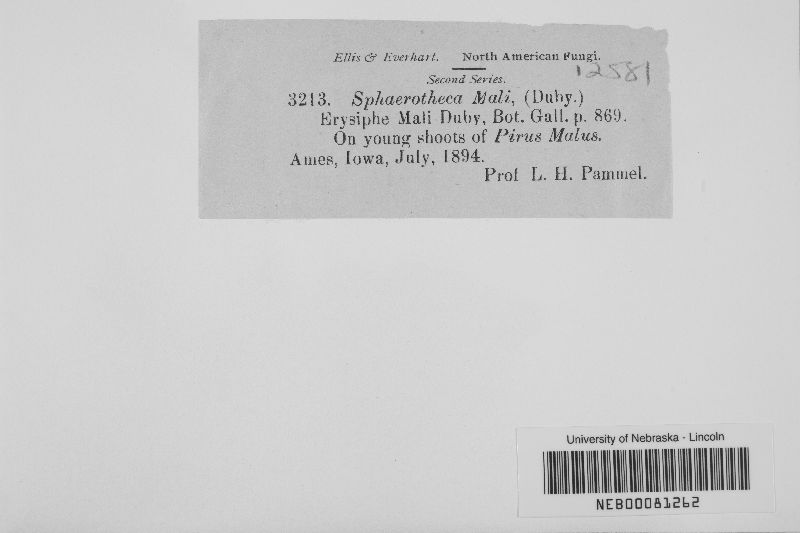 Ellis & Everhart. North American Fungi.
12581
Second Series.
3213. Sphaerotheca Mali, (Duby.)
Erysiphe Mali Duby, Bot. Gall. p. 869.
On young shoots of Pirus Malus.
Ames, Iowa, July, 1894.
Prof L. H. Pammel.
University of Nebraska - Lincoln
NEB00081262